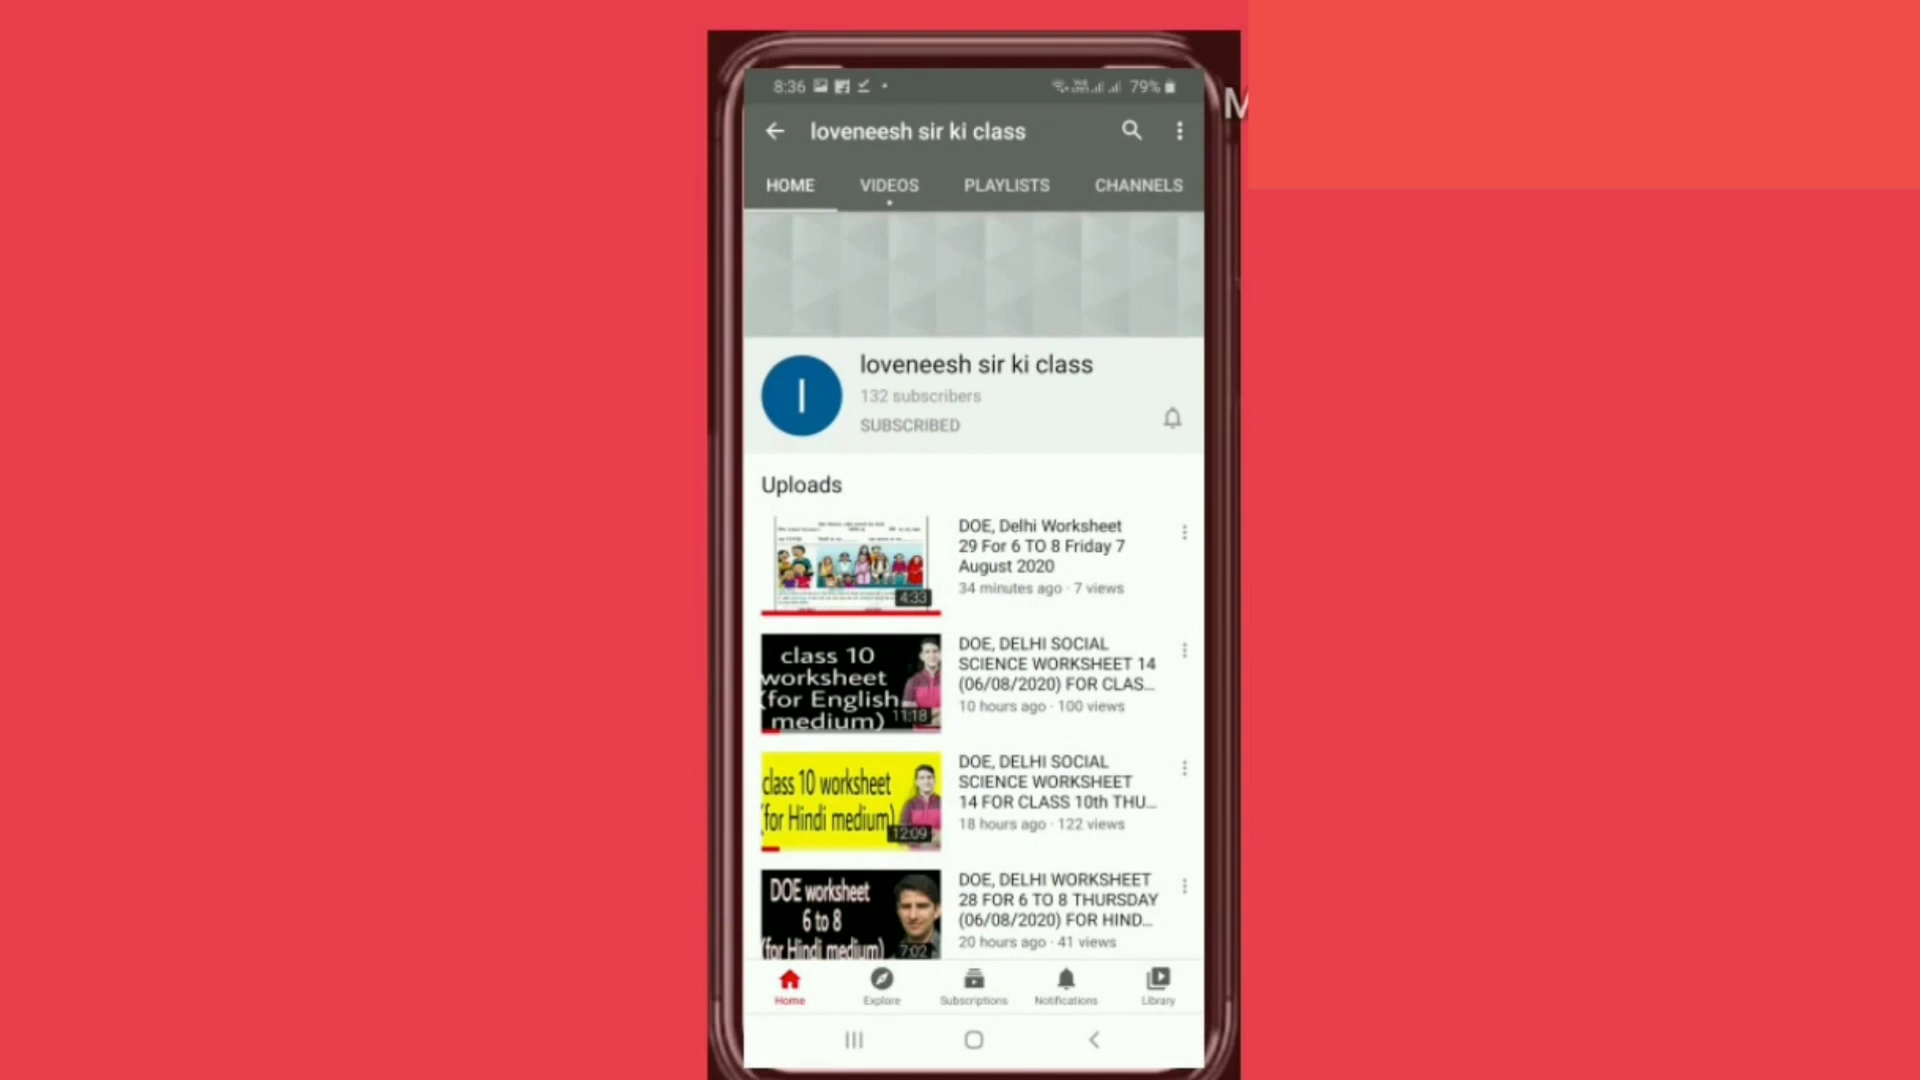 8:36
79%
M
loveneesh sir ki class
HOME VIDEOS PLAYLISTS CHANNELS
l
loveneesh sir ki class
132 subscribers
SUBSCRIBED
Uploads
4:33
DOE, Delhi Worksheet
29 For 6 TO 8 Friday 7
August 2020
34 minutes ago · 7 views
class 10
worksheet
(for English
medium)
11:18
DOE, DELHI SOCIAL
SCIENCE WORKSHEET 14
(06/08/2020) FOR CLAS...
10 hours ago · 100 views
class 10 worksheet
(for Hindi medium)
12:09
DOE, DELHI SOCIAL
SCIENCE WORKSHEET
14 FOR CLASS 10th THU...
18 hours ago · 122 views
DOE worksheet
6 to 8
(for Hindi medium)
7:02
DOE, DELHI WORKSHEET
28 FOR 6 TO 8 THURSDAY
(06/08/2020) FOR HIND...
20 hours ago · 41 views
Home Explore Subscriptions Notifications Library